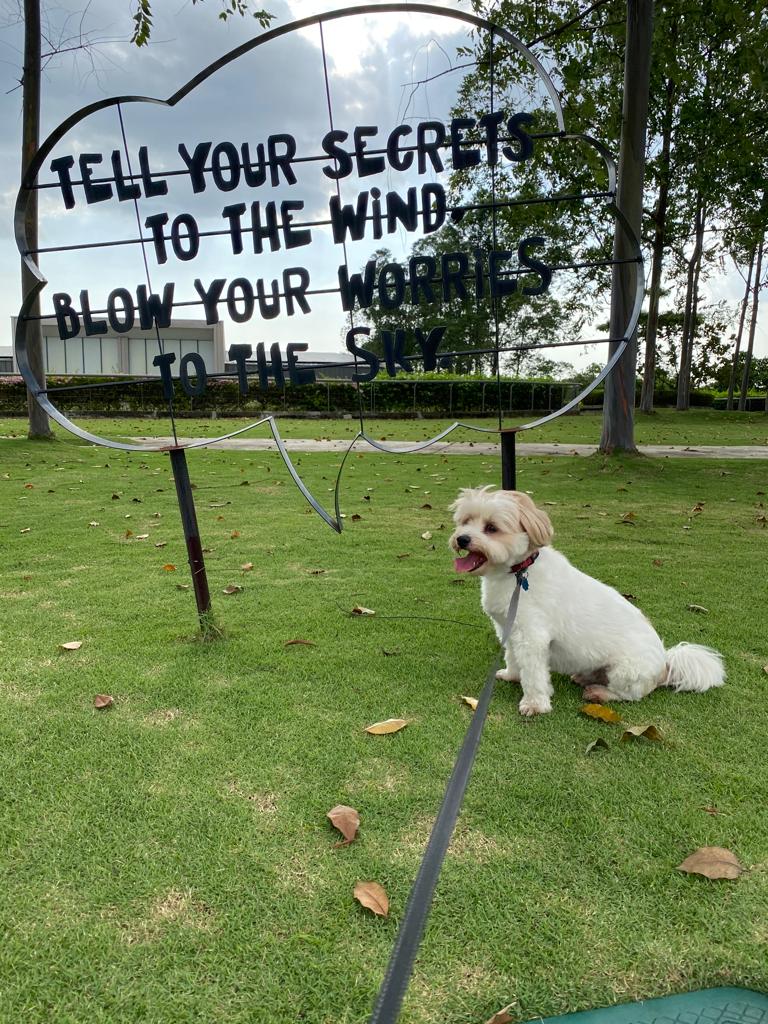 TELL YOUR SECRETS
TO THE WiND.
BLOW YOUR WORRiES
TO THE SKY.